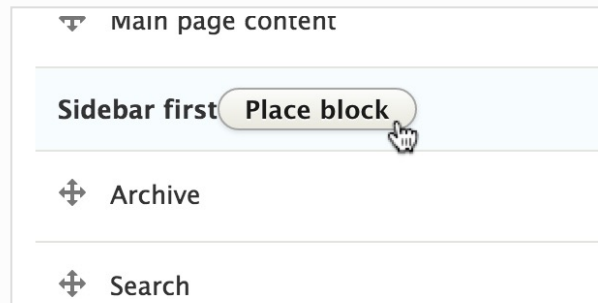 Main page content
Sidebar first Place block
Archive
Search